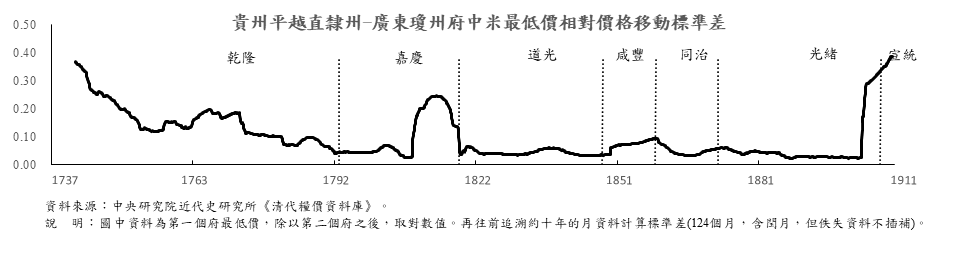 貴州平越直隸州-廣東瓊州府中米最低價相對價格移動標準差
0.50
0.40
0.30
0.20
0.10
0.00
乾隆 嘉慶 道光 咸豐 同治 光緒 宣統
1737 1763 1792 1822 1851 1881 1911
資料來源：中央研究院近代史研究所《清代糧價資料庫》。
說　明：圖中資料為第一個府最低價，除以第二個府之後，取對數值。再往前追溯約十年的月資料計算標準差(124個月，含閏月，但佚失資料不插補)。